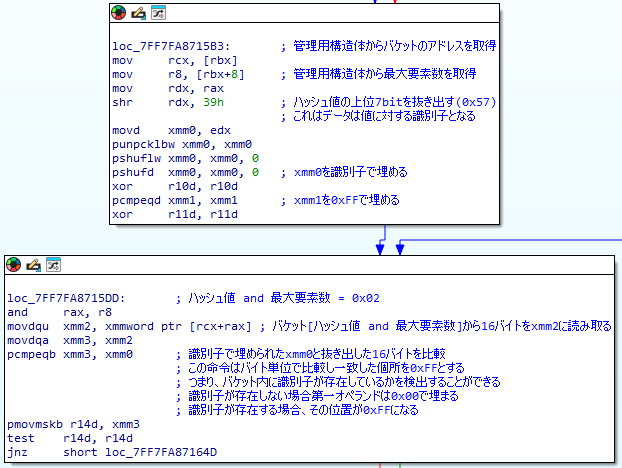 loc_7FF7FA8715B3: ; 管理用構造体からバケットのアドレスを取得
mov rcx, [rbx]
mov r8, [rbx+8] ; 管理用構造体から最大要素数を取得
mov rdx, rax
shr rdx, 39h ; ハッシュ値の上位7bitを抜き出す(0x57)
; これはデータは値に対する識別子となる
movd xmm0, edx
punpcklbw xmm0, xmm0
pshuflw xmm0, xmm0, 0
pshufd xmm0, xmm0, 0 ; xmm0を識別子で埋める
xor r10d, r10d
pcmpeqd xmm1, xmm1 ; xmm1を0xFFで埋める
xor r11d, r11d
loc_7FF7FA8715DD: ; ハッシュ値 and 最大要素数 = 0x02
and rax, r8
movdqu xmm2, xmmword ptr [rcx+rax] ; バケット[ハッシュ値 and 最大要素数]から16バイトをxmm2に読み取る
movdqa xmm3, xmm2
pcmpeqb xmm3, xmm0 ; 識別子で埋められたxmm0と抜き出した16バイトを比較
; この命令はバイト単位で比較し一致した個所を0xFFとする
; つまり、バケット内に識別子が存在しているかを検出することができる
; 識別子が存在しない場合第一オペランドは0x00で埋まる
; 識別子が存在する場合、その位置が0xFFになる
pmovmskb r14d, xmm3
test r14d, r14d
jnz short loc_7FF7FA87164D